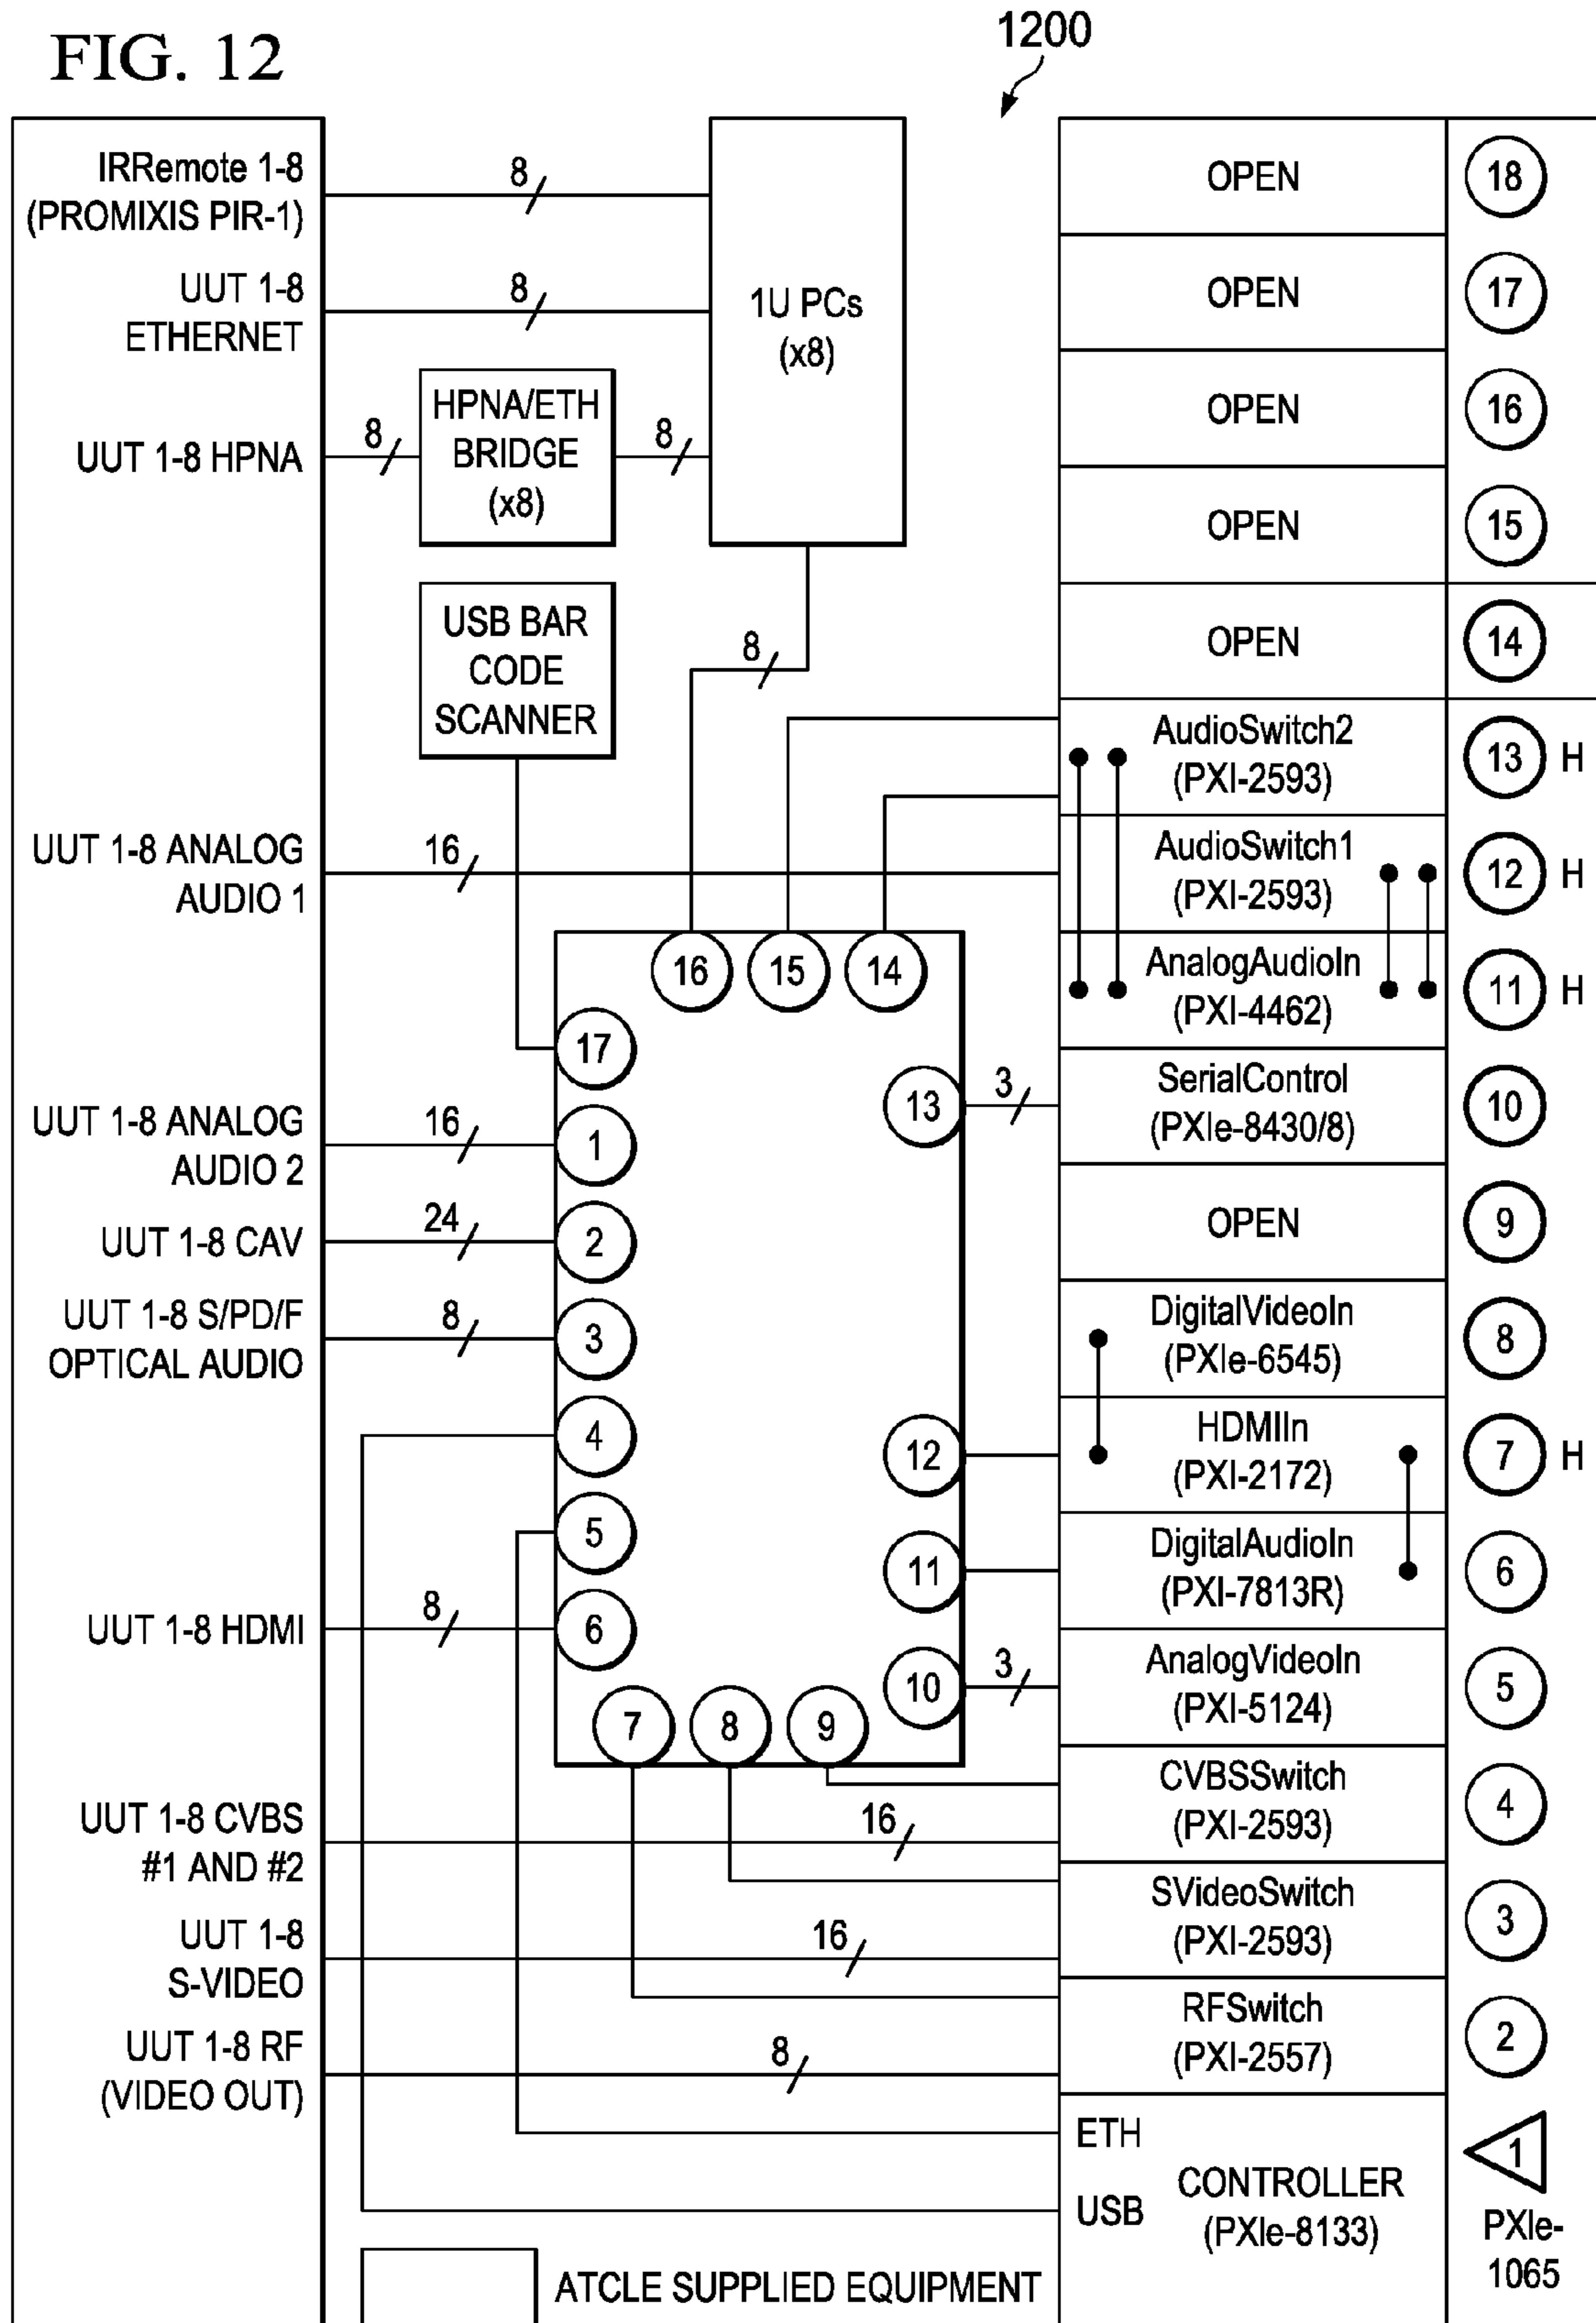 FIG. 12
1200
IRRemote 1-8
(PROMIXIS PIR-1)
8
UUT 1-8
ETHERNET
8
UUT 1-8 HPNA
8
HPNA/ETH
BRIDGE
(x8)
8
1U PCs
(x8)
8
USB BAR
CODE
SCANNER
UUT 1-8 ANALOG
AUDIO 1
16
UUT 1-8 ANALOG
AUDIO 2
16
UUT 1-8 CAV
24
UUT 1-8 S/PD/F
OPTICAL AUDIO
8
UUT 1-8 HDMI
8
UUT 1-8 CVBS
#1 AND #2
16
UUT 1-8
S-VIDEO
16
UUT 1-8 RF
(VIDEO OUT)
8
16
15
14
17
1
2
3
4
5
6
7
8
9
10
11
12
13
3
3
OPEN
18
OPEN
17
OPEN
16
OPEN
15
OPEN
14
AudioSwitch2
(PXI-2593)
13 H
AudioSwitch1
(PXI-2593)
12 H
AnalogAudioIn
(PXI-4462)
11 H
SerialControl
(PXIe-8430/8)
10
OPEN
9
DigitalVideoIn
(PXIe-6545)
8
HDMIIn
(PXI-2172)
7 H
DigitalAudioIn
(PXI-7813R)
6
AnalogVideoIn
(PXI-5124)
5
CVBSSwitch
(PXI-2593)
4
SVideoSwitch
(PXI-2593)
3
RFSwitch
(PXI-2557)
2
ETH
USB
CONTROLLER
(PXIe-8133)
1
PXIe-
1065
ATCLE SUPPLIED EQUIPMENT